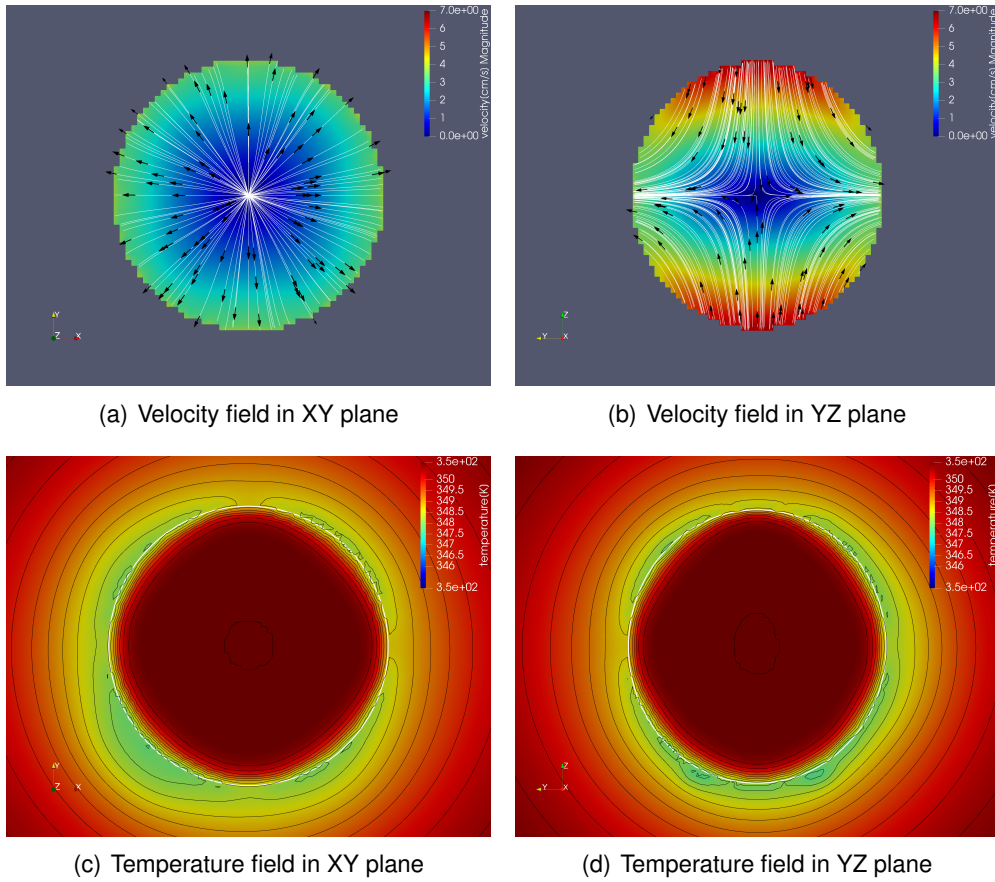 7.0e+00
6
5
4
3
2
1
0.0e+00
velocity(cm/s) Magnitude
Y
Z
X
7.0e+00
6
5
4
3
2
1
0.0e+00
velocity(cm/s) Magnitude
Z
Y
X
(a) Velocity field in XY plane
(b) Velocity field in YZ plane
3.5e+02
350
349.5
349
348.5
348
347.5
347
346.5
346
3.5e+02
temperature(K)
Y
Z
X
3.5e+02
350
349.5
349
348.5
348
347.5
347
346.5
346
3.5e+02
temperature(K)
Z
Y
X
(c) Temperature field in XY plane
(d) Temperature field in YZ plane